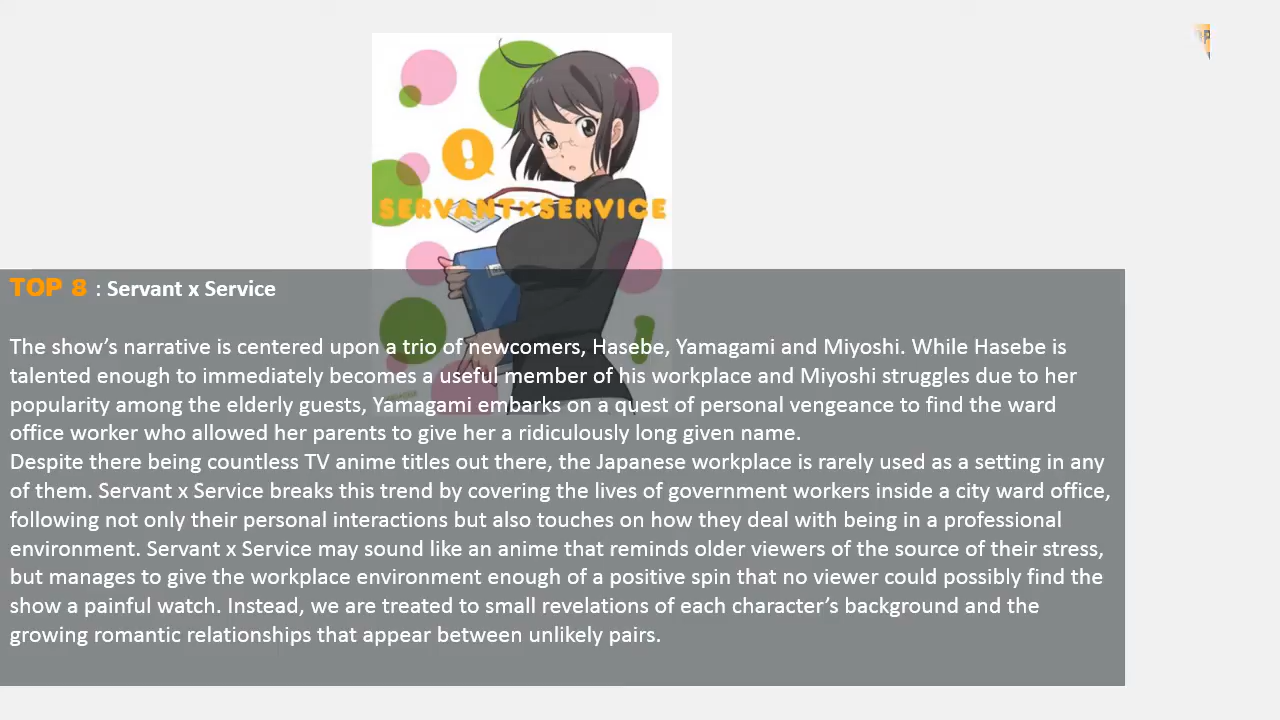 !
SERVANT×SERVICE
TOP 8 : Servant x Service
The show’s narrative is centered upon a trio of newcomers, Hasebe, Yamagami and Miyoshi. While Hasebe is
talented enough to immediately becomes a useful member of his workplace and Miyoshi struggles due to her
popularity among the elderly guests, Yamagami embarks on a quest of personal vengeance to find the ward
office worker who allowed her parents to give her a ridiculously long given name.
Despite there being countless TV anime titles out there, the Japanese workplace is rarely used as a setting in any
of them. Servant x Service breaks this trend by covering the lives of government workers inside a city ward office,
following not only their personal interactions but also touches on how they deal with being in a professional
environment. Servant x Service may sound like an anime that reminds older viewers of the source of their stress,
but manages to give the workplace environment enough of a positive spin that no viewer could possibly find the
show a painful watch. Instead, we are treated to small revelations of each character’s background and the
growing romantic relationships that appear between unlikely pairs.